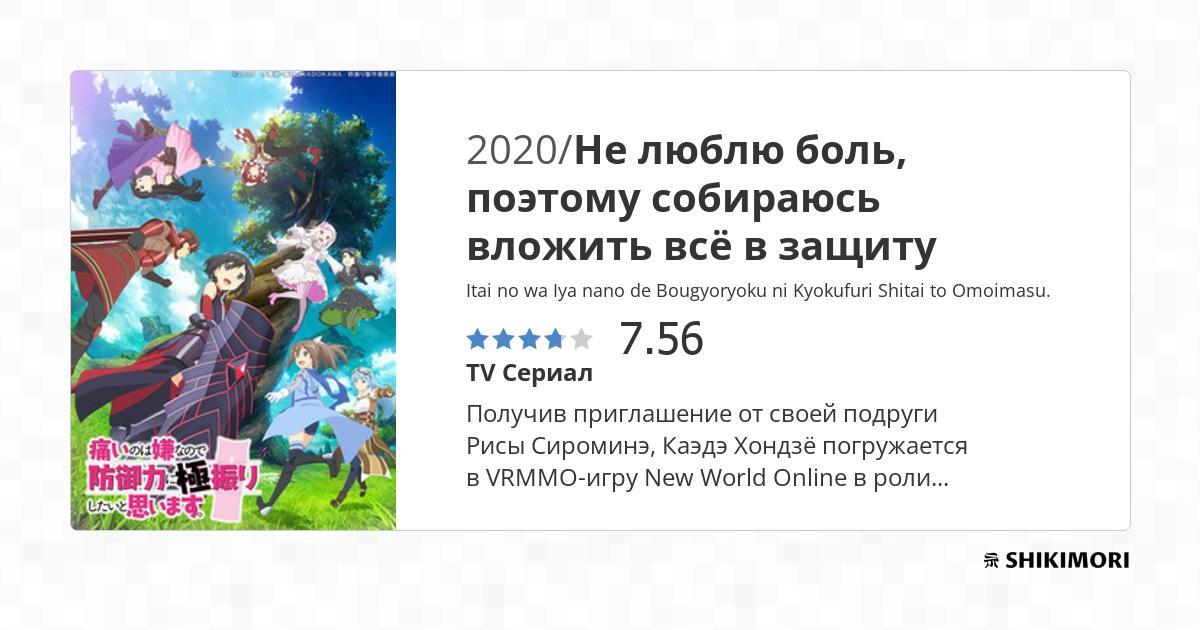 2020/Не люблю боль,
поэтому собираюсь
вложить всё в защиту
Itai no wa Iya nano de Bougyoryoku ni Kyokufuri Shitai to Omoimasu.
7.56
TV Сериал
Получив приглашение от своей подруги
Рисы Сироминэ, Каэдэ Хондзё погружается
в VRMMO-игру New World Online в роли...
痛いのは嫌なので
防御力に極振り
したいと思います。
SHIKIMORI